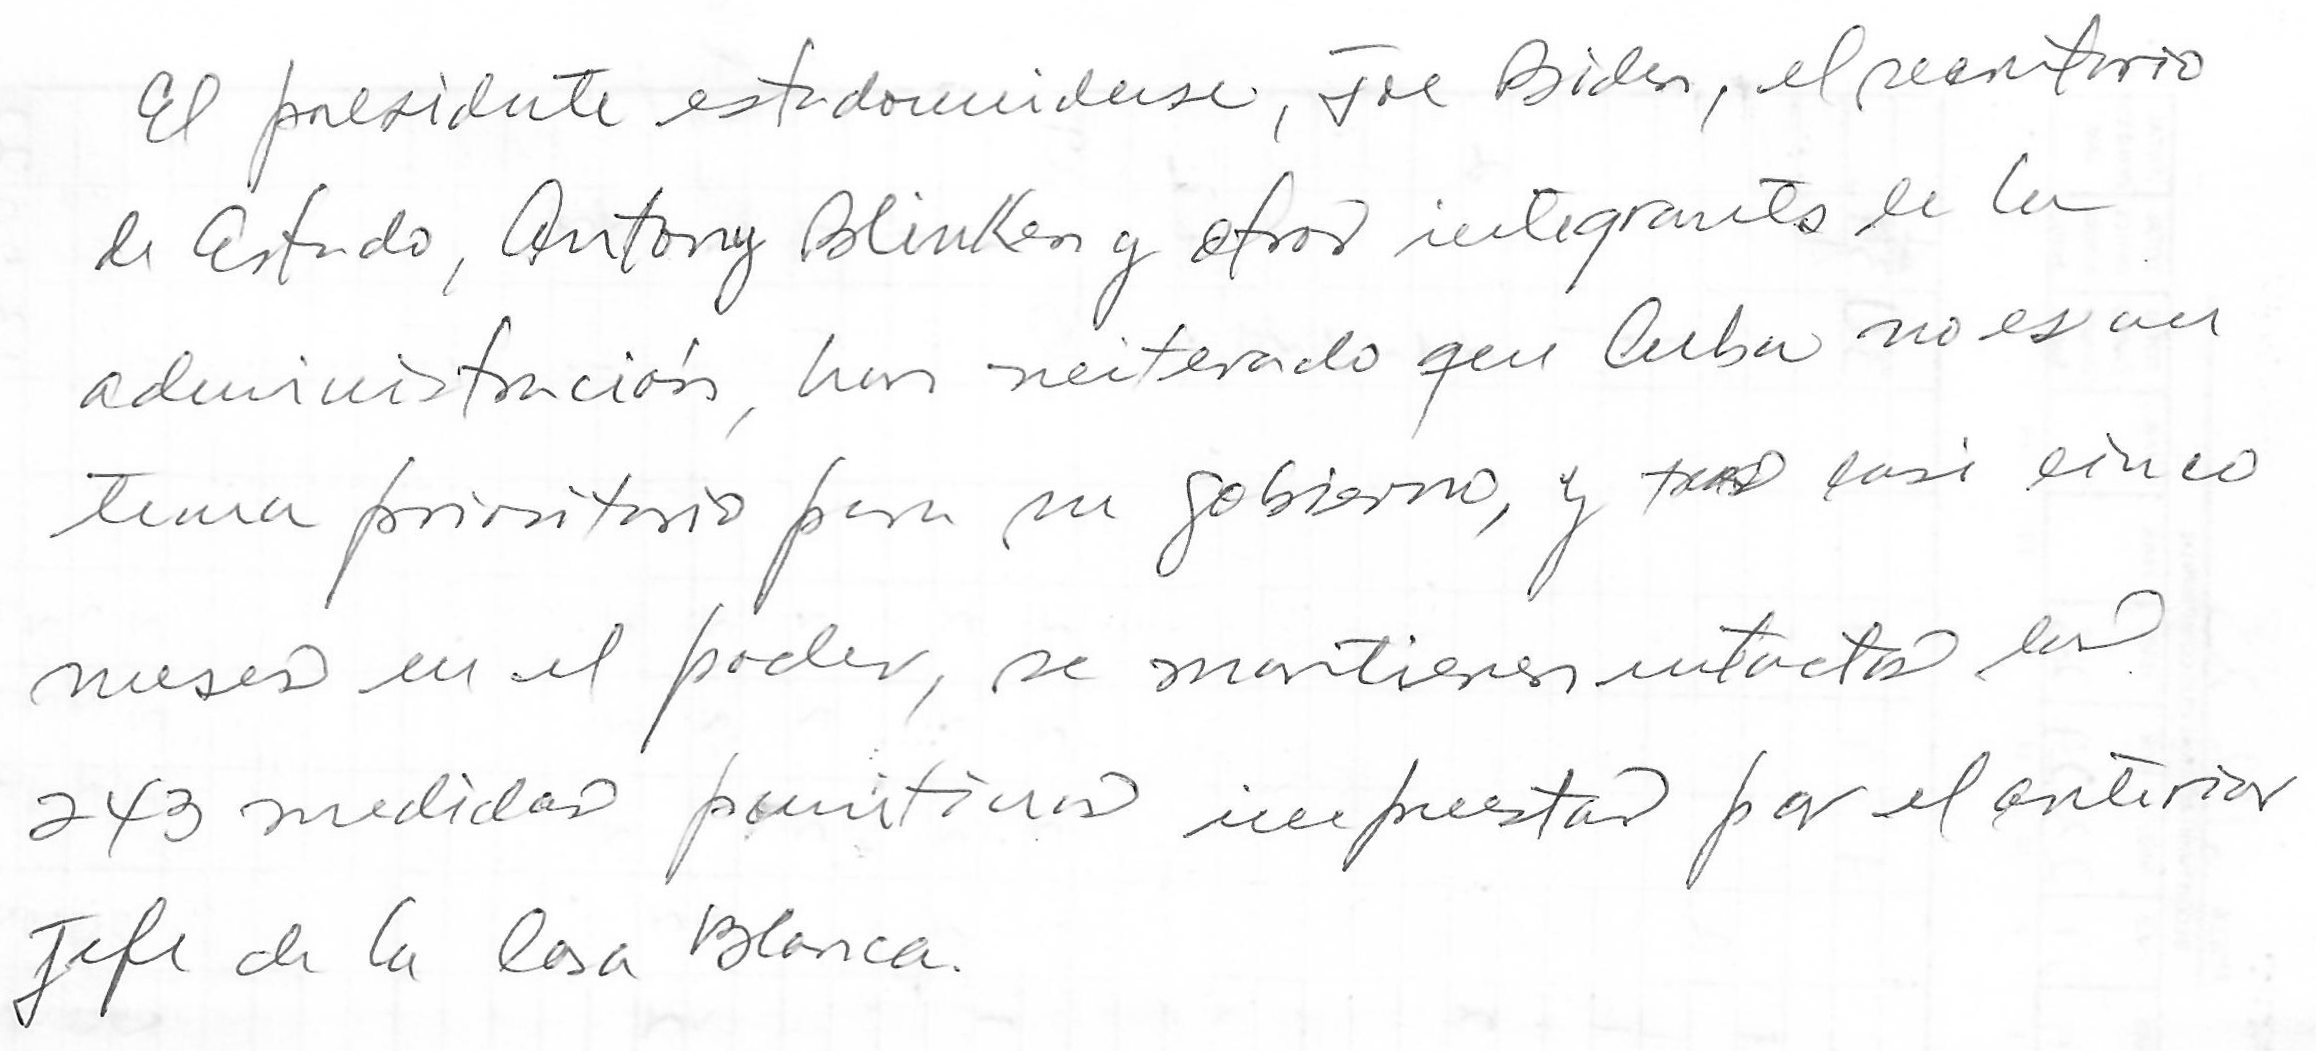 El presidente estadounidense, Joe Biden, el secretario
de Estado, Antony Blinken y otros integrantes de la
administración, han reiterado que Cuba no es un
tema prioritario para su gobierno, y tras casi cinco
meses en el poder, se mantienen intactas las
243 medidas punitivas impuestas por el anterior
Jefe de la Casa Blanca.